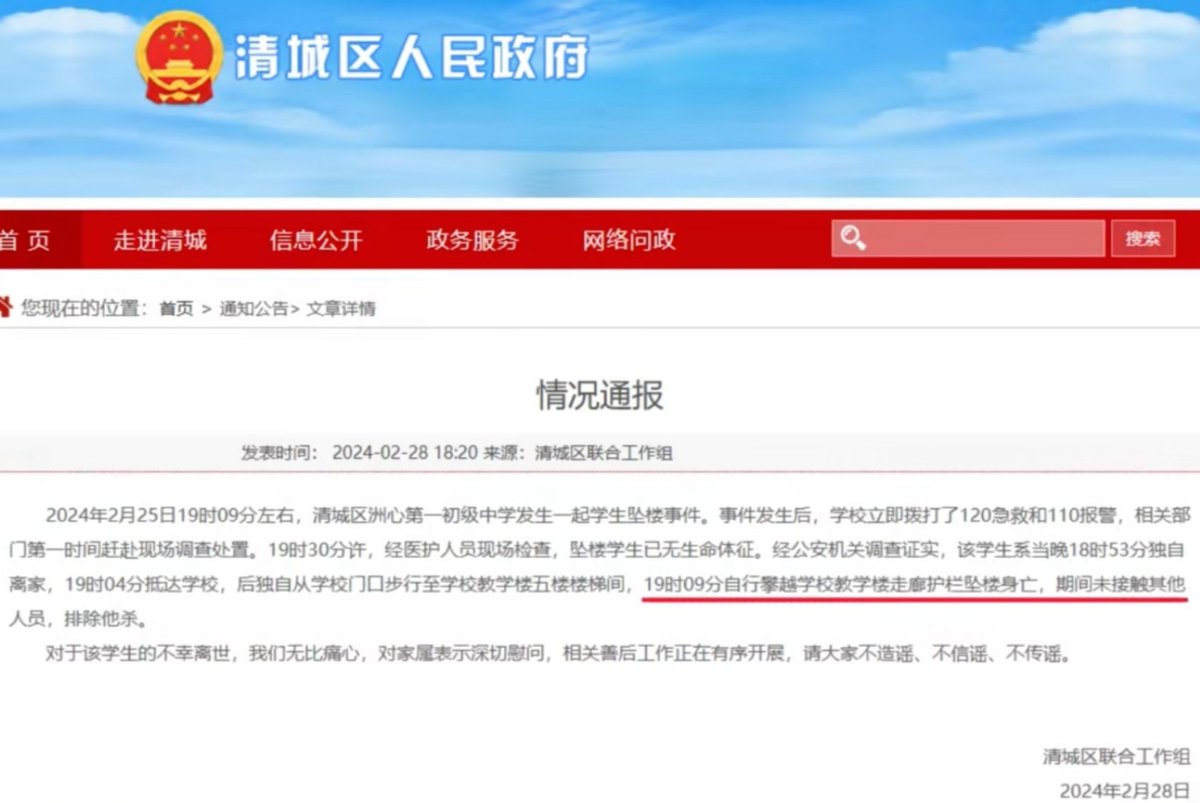 清城区人民政府
首 页 走进清城 信息公开 政务服务 网络问政 搜索
您现在的位置：首页 > 通知公告> 文章详情
情况通报
发表时间： 2024-02-28 18:20 来源：清城区联合工作组
2024年2月25日19时09分左右，清城区洲心第一初级中学发生一起学生坠楼事件。事件发生后，学校立即拨打了120急救和110报警，相关部
门第一时间赶赴现场调查处置。19时30分许，经医护人员现场检查，坠楼学生已无生命体征。经公安机关调查证实，该学生系当晚18时53分独自
离家，19时04分抵达学校，后独自从学校门口步行至学校教学楼五楼楼梯间，19时09分自行攀越学校教学楼走廊护栏坠楼身亡，期间未接触其他
人员，排除他杀。
对于该学生的不幸离世，我们无比痛心，对家属表示深切慰问，相关善后工作正在有序开展，请大家不造谣、不信谣、不传谣。
清城区联合工作组
2024年2月28日